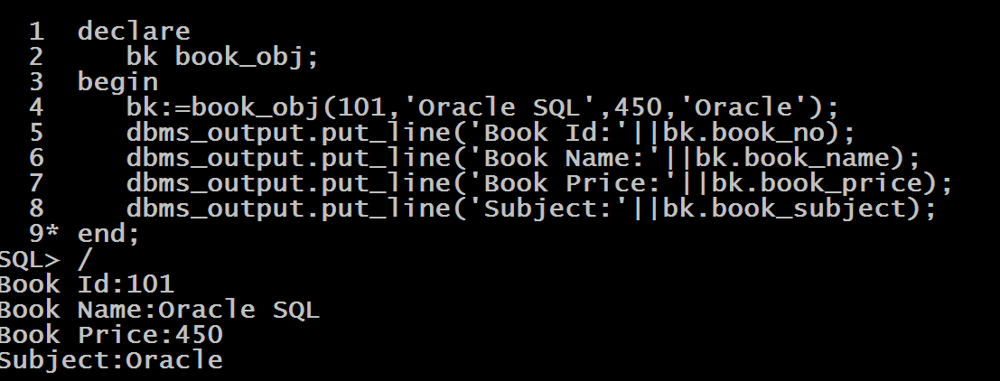 1  declare
2     bk book_obj;
3  begin
4     bk:=book_obj(101,'Oracle SQL',450,'Oracle');
5     dbms_output.put_line('Book Id:'||bk.book_no);
6     dbms_output.put_line('Book Name:'||bk.book_name);
7     dbms_output.put_line('Book Price:'||bk.book_price);
8     dbms_output.put_line('Subject:'||bk.book_subject);
9* end;
SQL> /
Book Id:101
Book Name:Oracle SQL
Book Price:450
Subject:Oracle